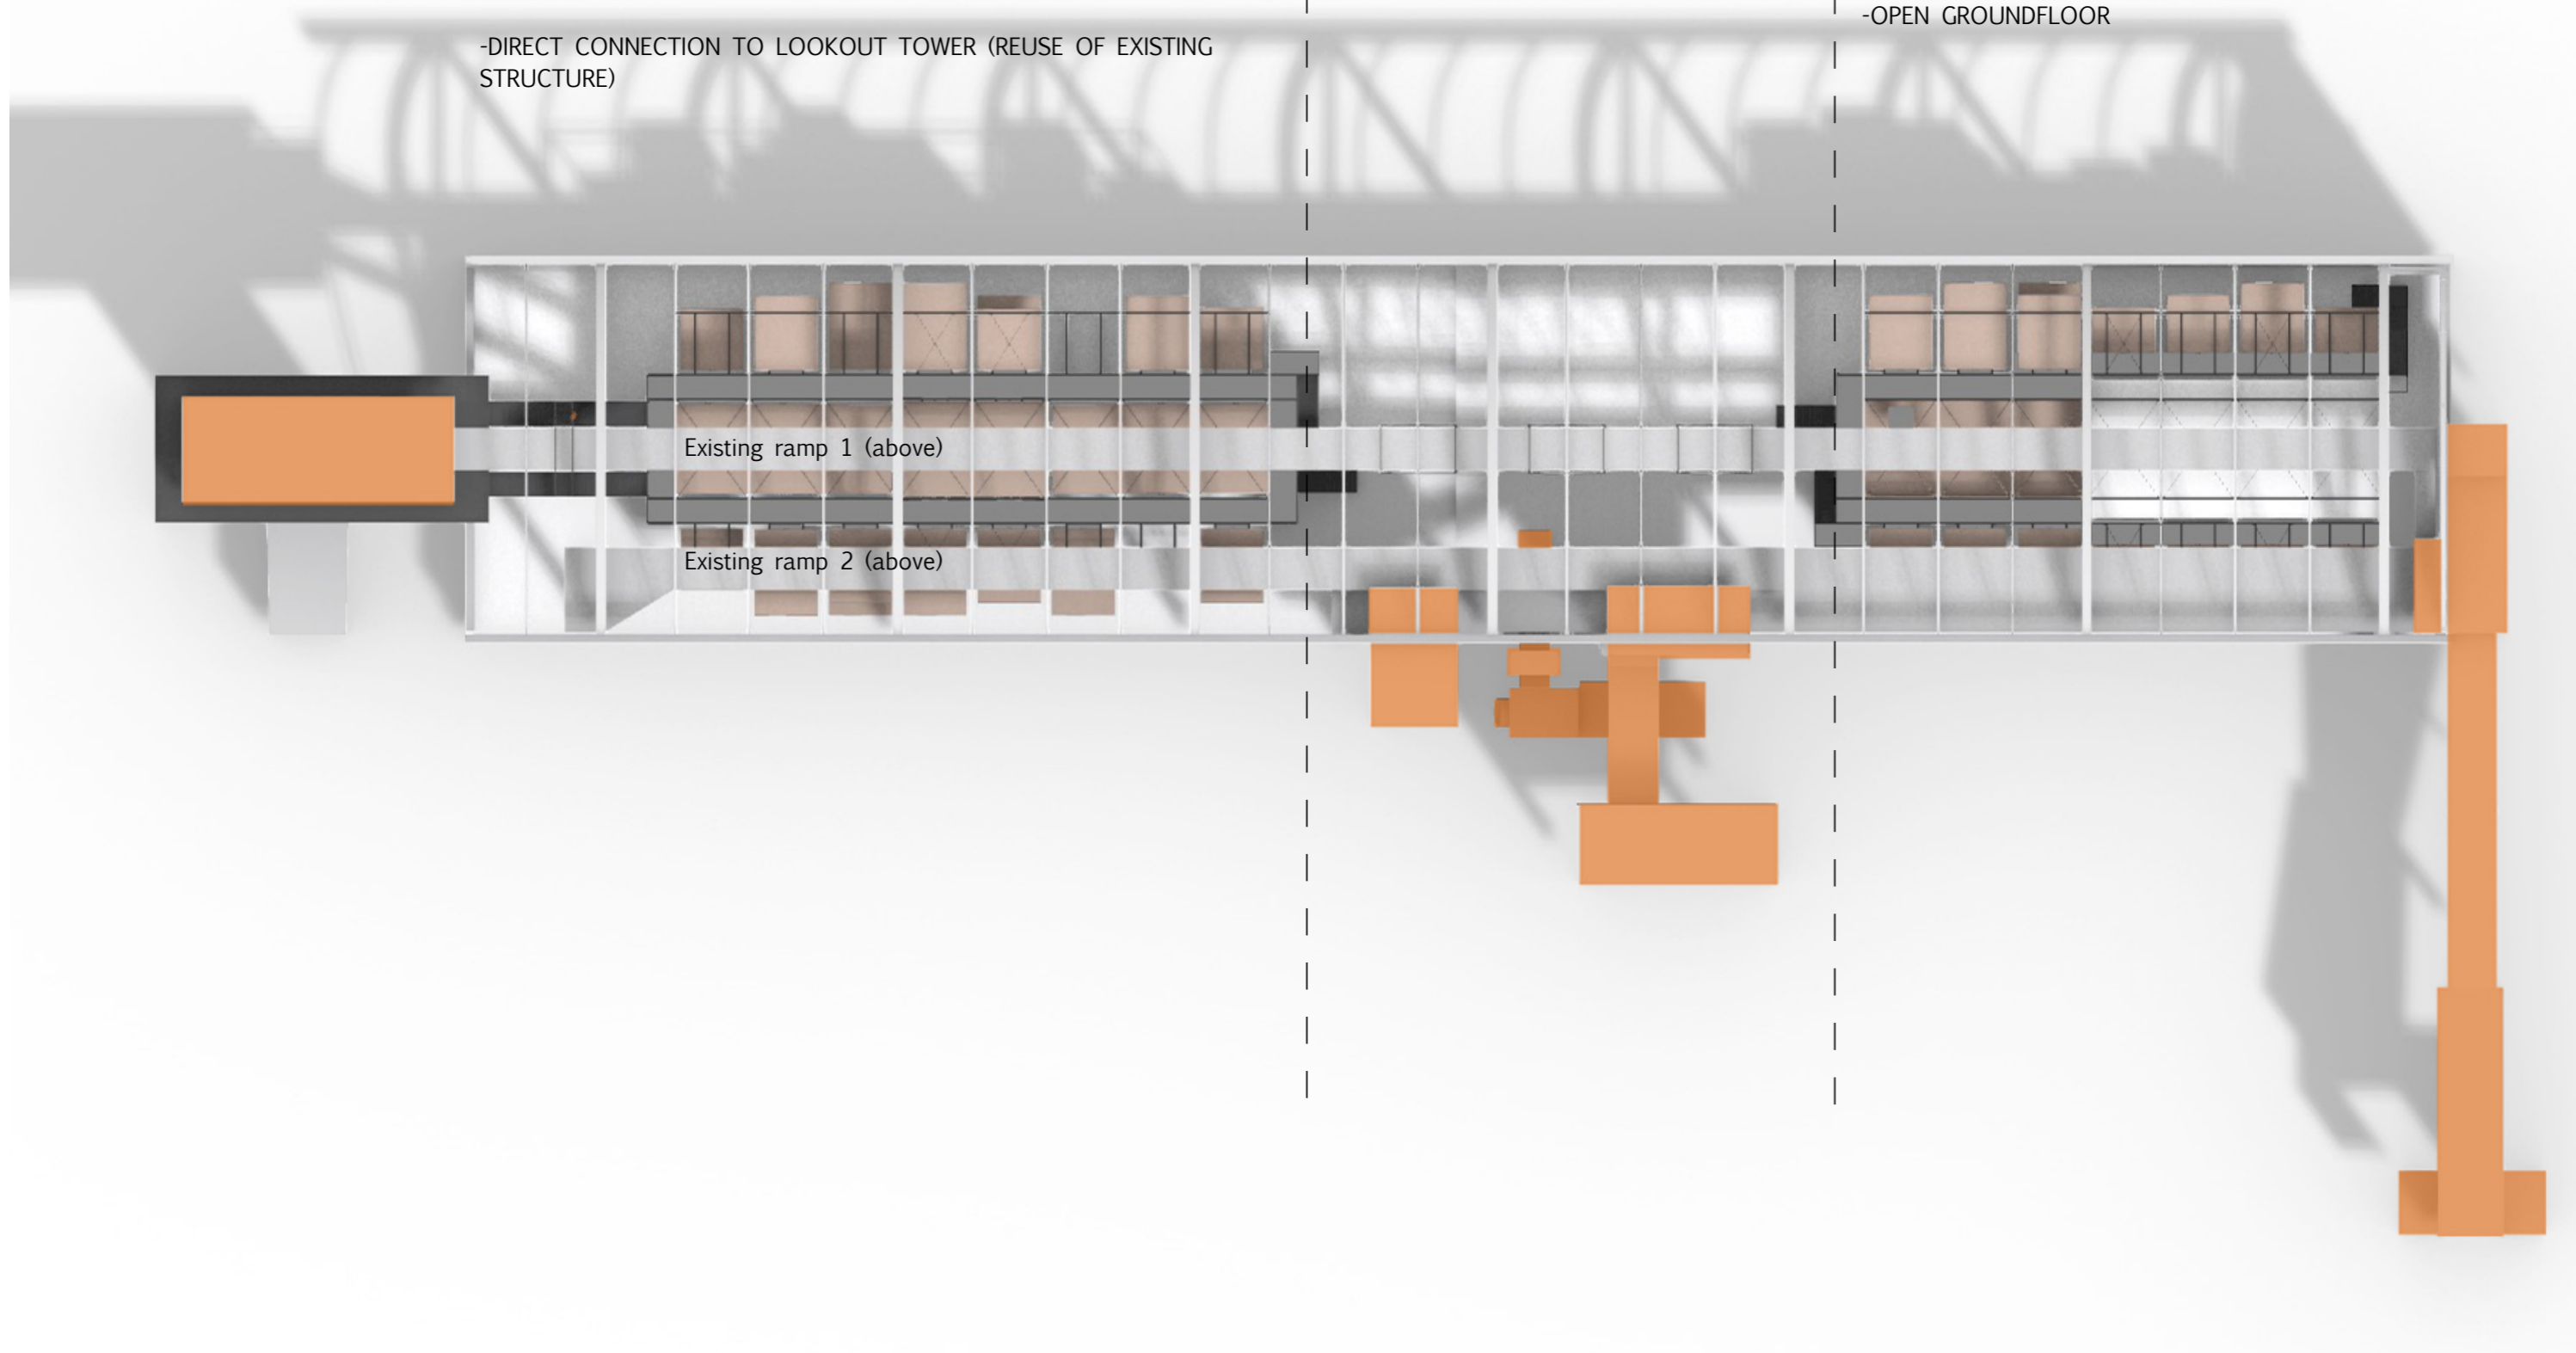 -OPEN GROUNDFLOOR
-DIRECT CONNECTION TO LOOKOUT TOWER (REUSE OF EXISTING
STRUCTURE)
Existing ramp 1 (above)
Existing ramp 2 (above)